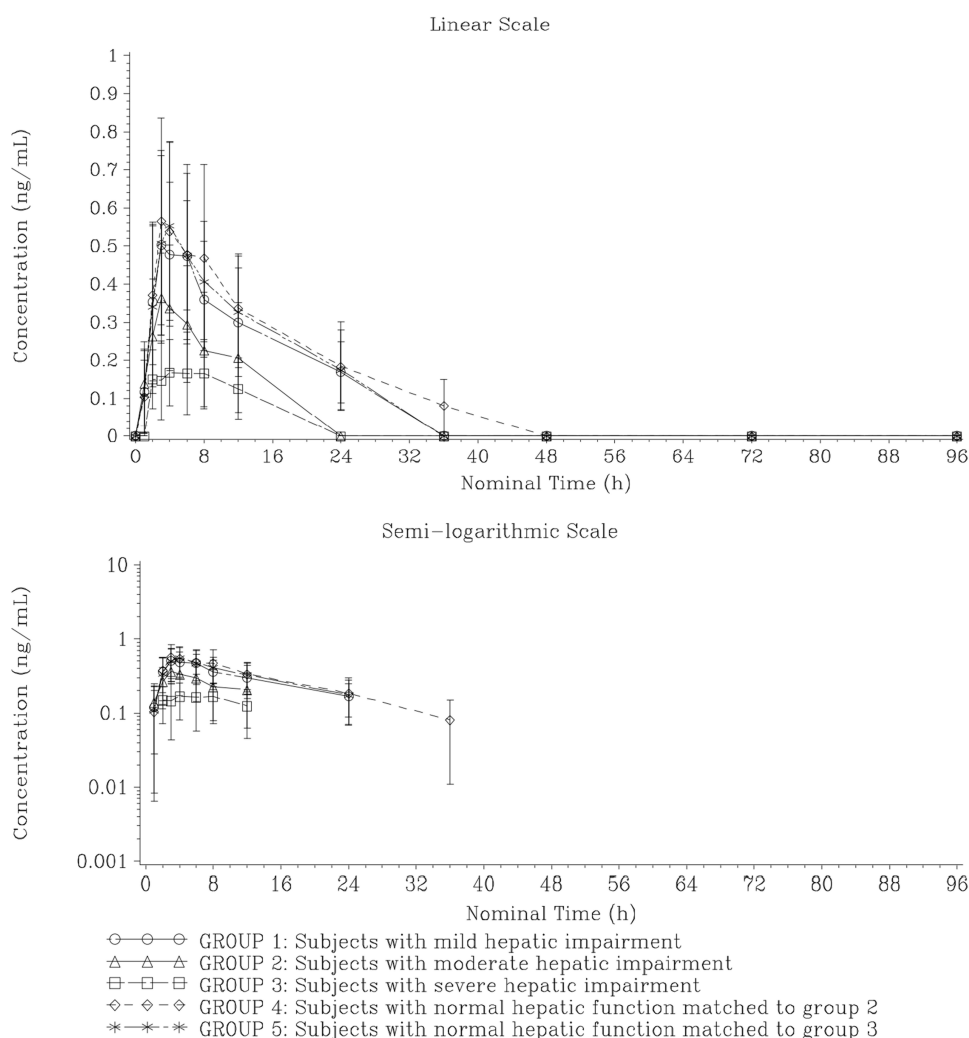 Linear Scale
Concentration (ng/mL)
1
0.9
0.8
0.7
0.6
0.5
0.4
0.3
0.2
0.1
0
0 8 16 24 32 40 48 56 64 72 80 88 96
Nominal Time (h)
Semi-logarithmic Scale
Concentration (ng/mL)
10
1
0.1
0.01
0.001
0 8 16 24 32 40 48 56 64 72 80 88 96
Nominal Time (h)
GROUP 1: Subjects with mild hepatic impairment
GROUP 2: Subjects with moderate hepatic impairment
GROUP 3: Subjects with severe hepatic impairment
GROUP 4: Subjects with normal hepatic function matched to group 2
GROUP 5: Subjects with normal hepatic function matched to group 3